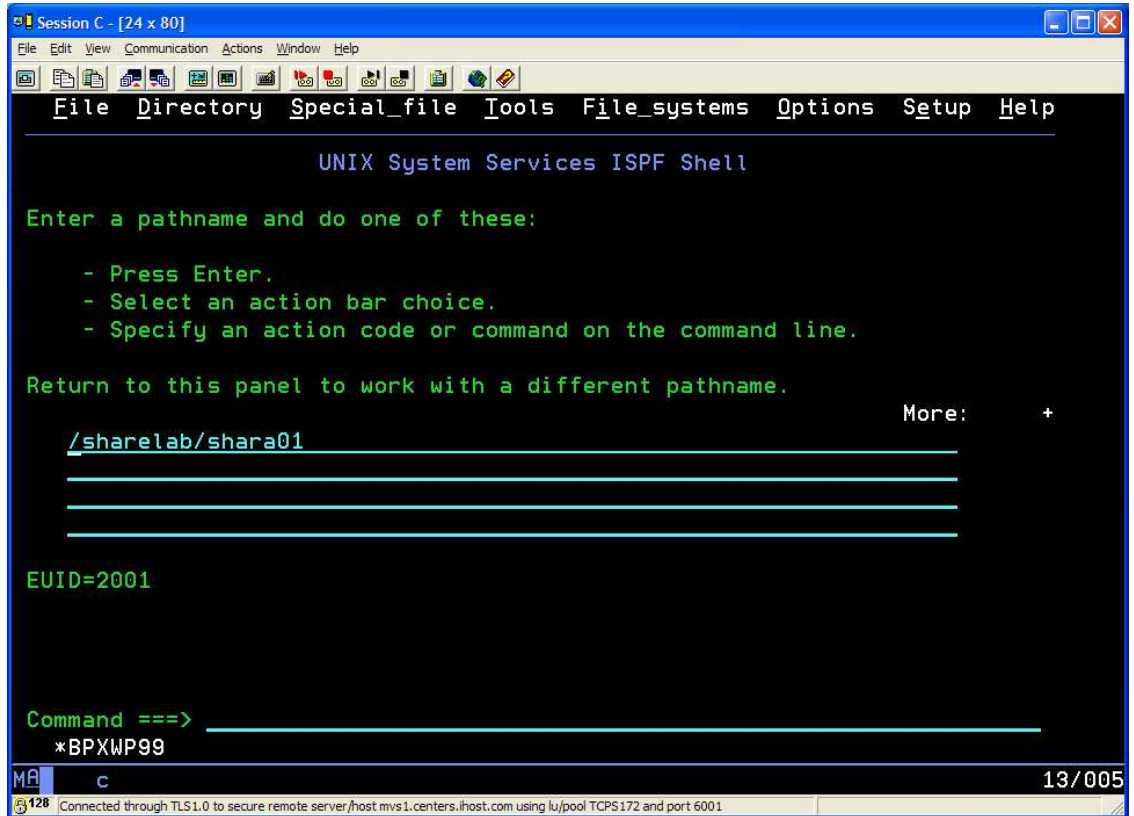 Session C - [24 x 80]
File Edit View Communication Actions Window Help
File Directory Special_file Tools File_systems Options Setup Help
UNIX System Services ISPF Shell
Enter a pathname and do one of these:
- Press Enter.
- Select an action bar choice.
- Specify an action code or command on the command line.
Return to this panel to work with a different pathname.
More: +
/sharelab/shara01
EUID=2001
Command ===>
*BPXWP99
MA c 13/005
128 Connected through TLS1.0 to secure remote server/host mvs1.centers.ihost.com using lu/pool TCPS172 and port 6001